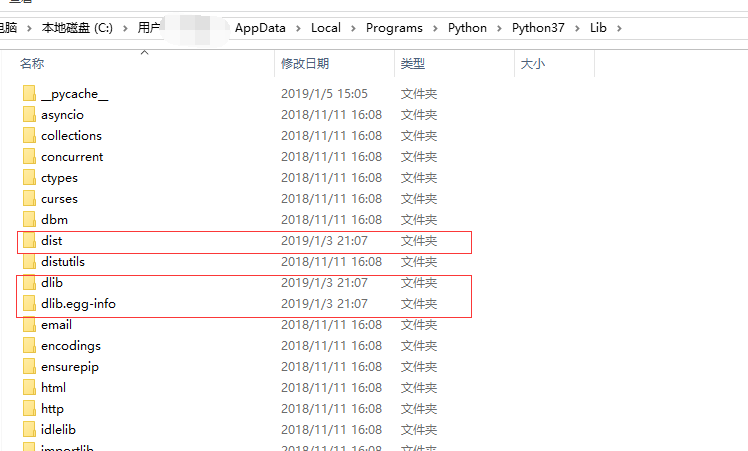 本地磁盘 (C:) › 用户 AppData › Local › Programs › Python › Python37 › Lib ›
名称 修改日期 类型 大小
__pycache__ 2019/1/5 15:05 文件夹
asyncio 2018/11/11 16:08 文件夹
collections 2018/11/11 16:08 文件夹
concurrent 2018/11/11 16:08 文件夹
ctypes 2018/11/11 16:08 文件夹
curses 2018/11/11 16:08 文件夹
dbm 2018/11/11 16:08 文件夹
dist 2019/1/3 21:07 文件夹
distutils 2018/11/11 16:08 文件夹
dlib 2019/1/3 21:07 文件夹
dlib.egg-info 2019/1/3 21:07 文件夹
email 2018/11/11 16:08 文件夹
encodings 2018/11/11 16:08 文件夹
ensurepip 2018/11/11 16:08 文件夹
html 2018/11/11 16:08 文件夹
http 2018/11/11 16:08 文件夹
idlelib 2018/11/11 16:08 文件夹
importlib 2018/11/11 16:08 文件夹